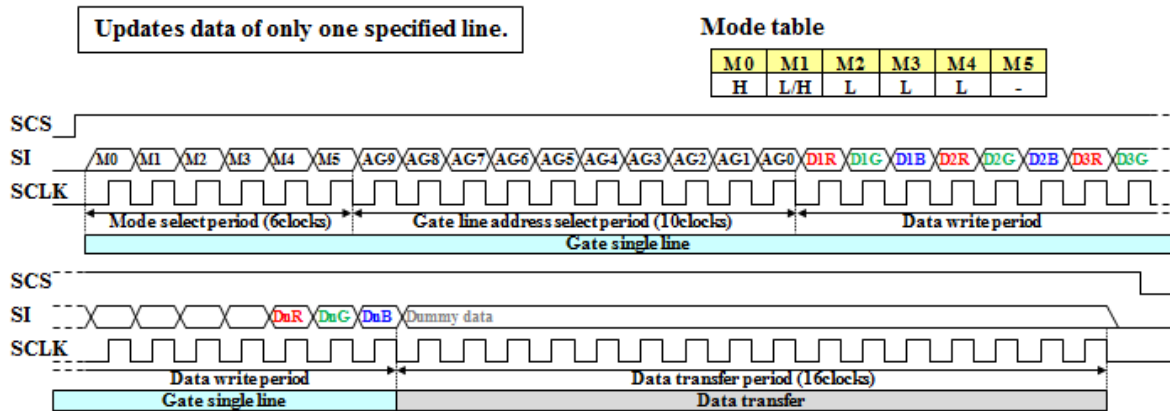 Updates data of only one specified line.
Mode table
M0 M1 M2 M3 M4 M5
H L/H L L L -
SCS
SI M0 M1 M2 M3 M4 M5 AG9 AG8 AG7 AG6 AG5 AG4 AG3 AG2 AG1 AG0 D1R D1G D1B D2R D2G D2B D3R D3G
SCLK
Mode select period (6clocks) Gate line address select period (10clocks) Data write period
Gate single line
SCS
SI DnR DnG DnB Dummy data
SCLK
Data write period Data transfer period (16clocks)
Gate single line Data transfer